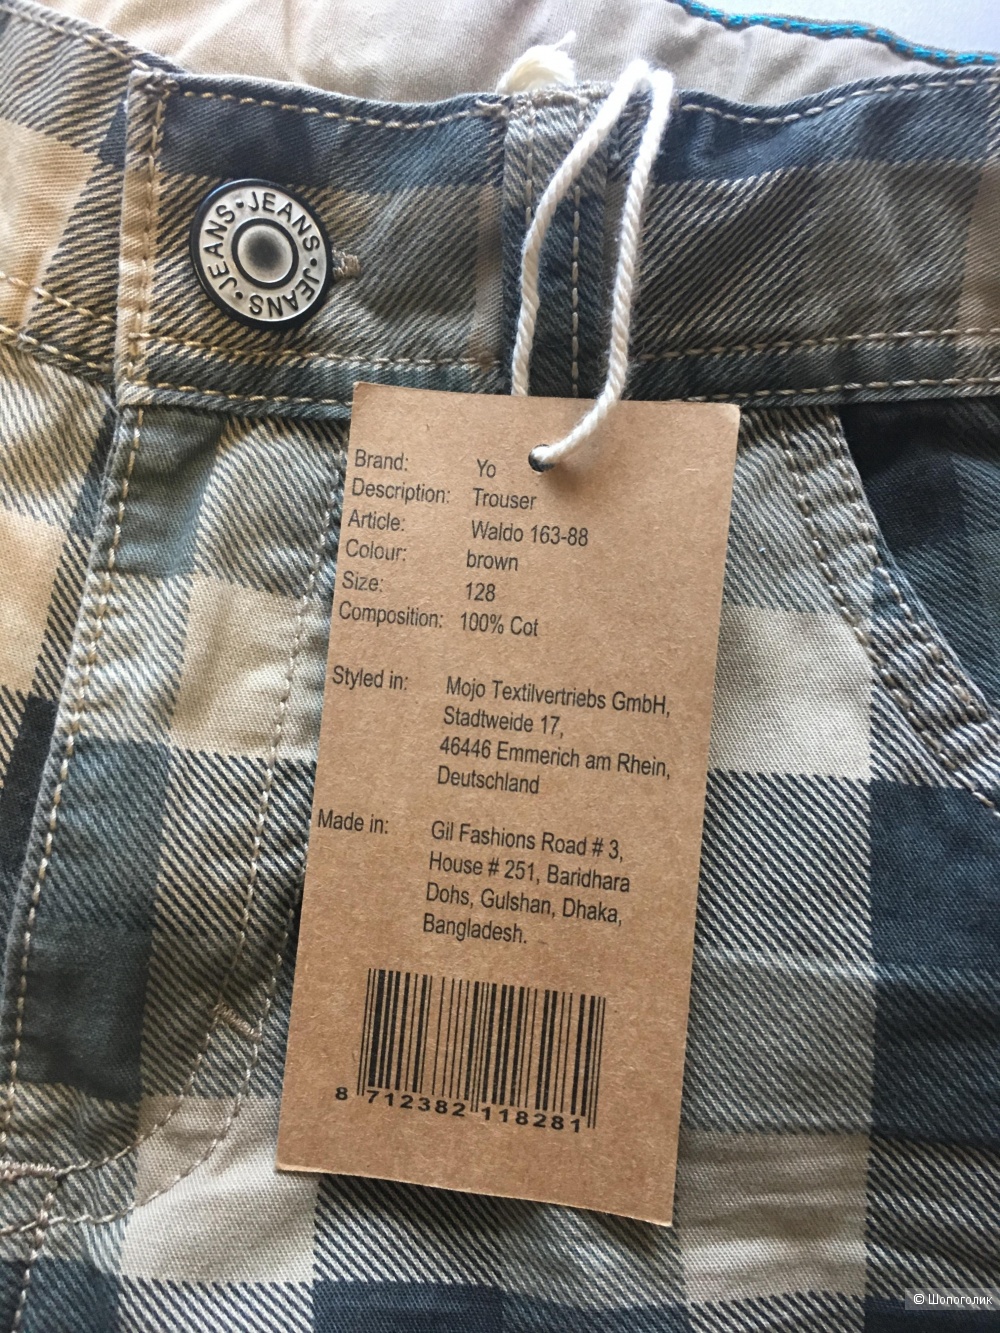 JEANS • JEANS • JEANS • JEANS •
Brand: Yo
Description: Trouser
Article: Waldo 163-88
Colour: brown
Size: 128
Composition: 100% Cot
Styled in: Mojo Textilvertriebs GmbH,
Stadtweide 17,
46446 Emmerich am Rhein,
Deutschland
Made in: Gil Fashions Road # 3,
House # 251, Baridhara
Dohs, Gulshan, Dhaka,
Bangladesh.
8 712382 118281
© Шопоголик